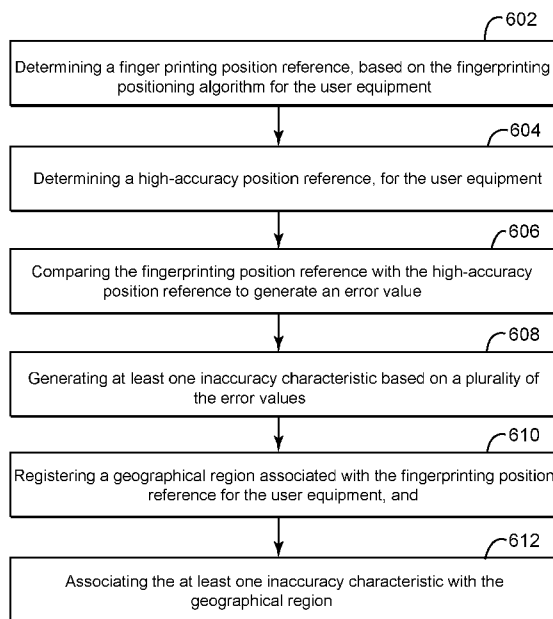 602
Determining a finger printing position reference, based on the fingerprinting
positioning algorithm for the user equipment
604
Determining a high-accuracy position reference, for the user equipment
606
Comparing the fingerprinting position reference with the high-accuracy
position reference to generate an error value
608
Generating at least one inaccuracy characteristic based on a plurality of
the error values
610
Registering a geographical region associated with the fingerprinting position
reference for the user equipment, and
612
Associating the at least one inaccuracy characteristic with the
geographical region